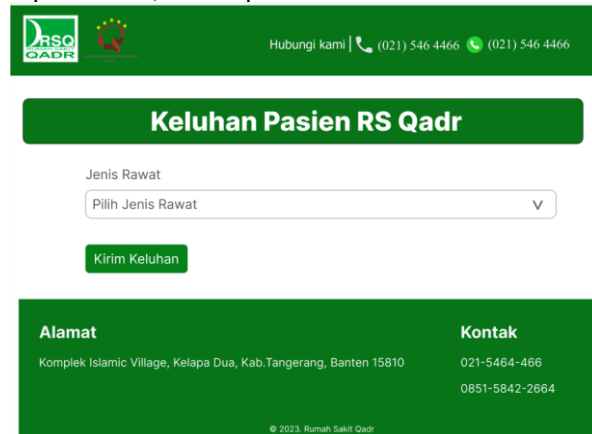 RSQ
RUMAH SAKIT
QADR
Hubungi kami | (021) 546 4466 (021) 546 4466
Keluhan Pasien RS Qadr
Jenis Rawat
Pilih Jenis Rawat
Kirim Keluhan
Alamat
Komplek Islamic Village, Kelapa Dua, Kab.Tangerang, Banten 15810
Kontak
021-5464-466
0851-5842-2664
© 2023. Rumah Sakit Qadr